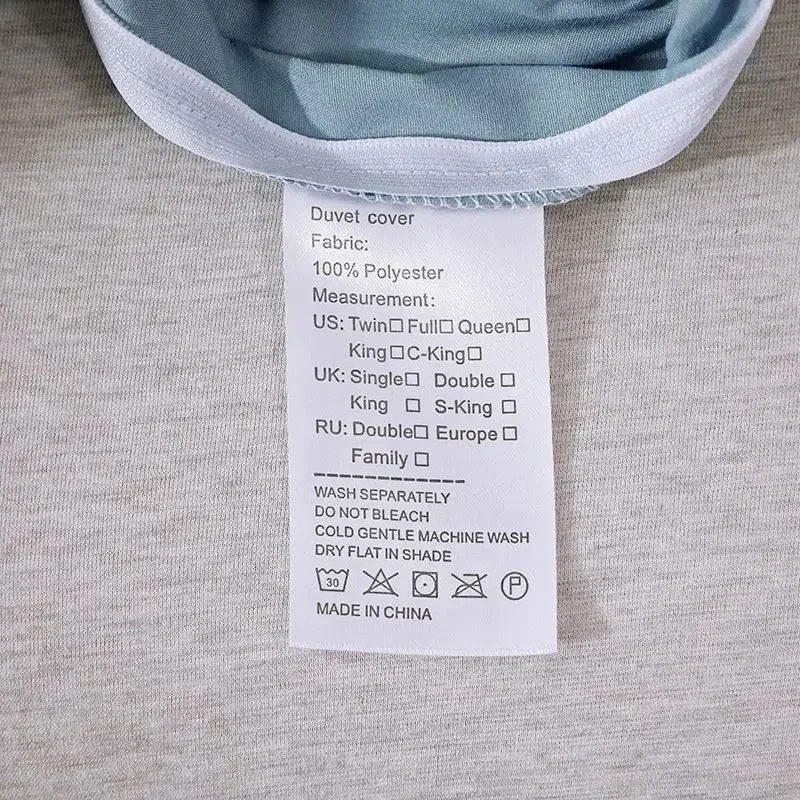 Duvet cover
Fabric:
100% Polyester
Measurement:
US: Twin☐ Full☐ Queen☐
King☐ C-King☐
UK: Single☐ Double ☐
King ☐ S-King ☐
RU: Double☐ Europe ☐
Family ☐
WASH SEPARATELY
DO NOT BLEACH
COLD GENTLE MACHINE WASH
DRY FLAT IN SHADE
30 P
MADE IN CHINA